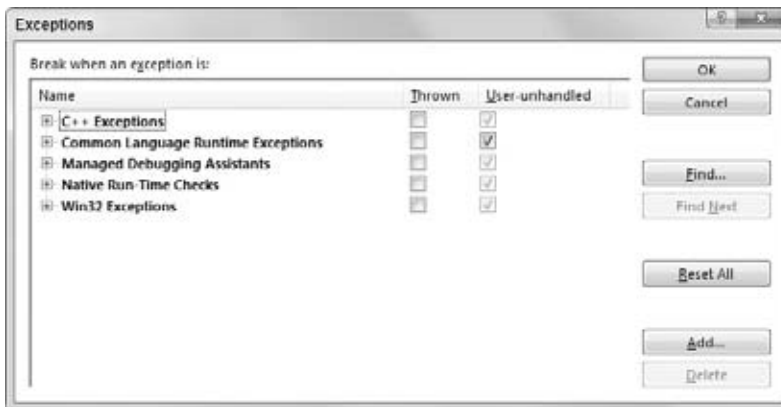 Exceptions
Break when an exception is:
Name Thrown User-unhandled
C++ Exceptions
Common Language Runtime Exceptions
Managed Debugging Assistants
Native Run-Time Checks
Win32 Exceptions
OK
Cancel
Find...
Find Next
Reset All
Add...
Delete